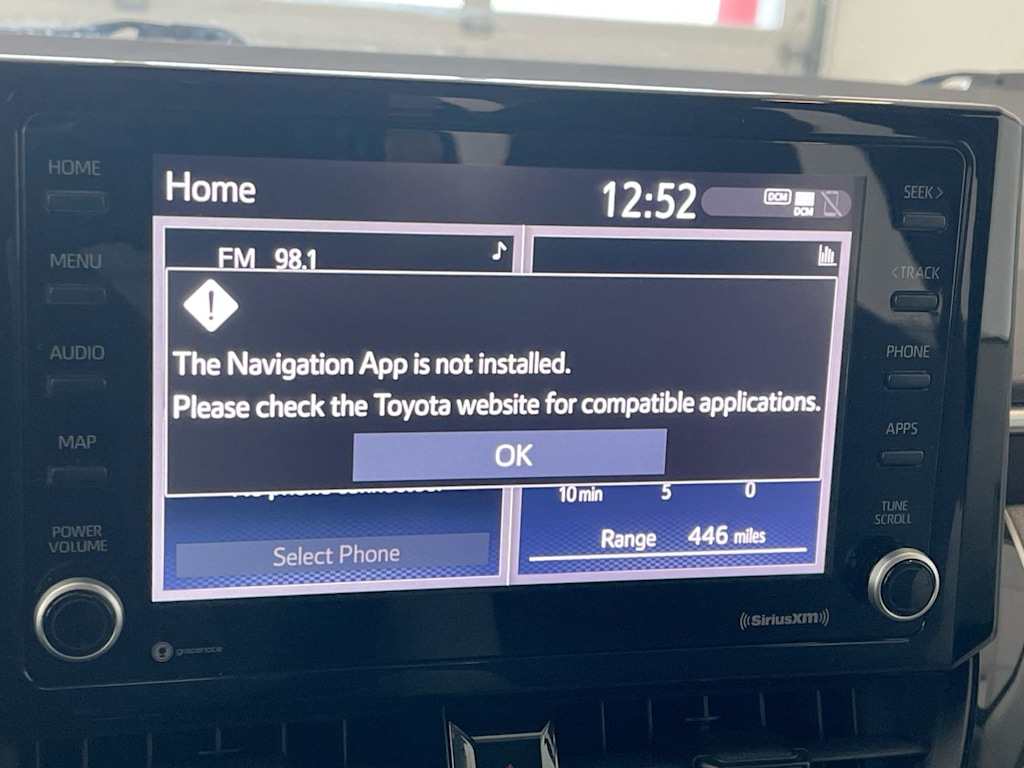 HOME
MENU
AUDIO
MAP
POWER
VOLUME
Home
12:52
DCM
DCM
FM 98.1
!
The Navigation App is not installed.
Please check the Toyota website for compatible applications.
OK
10 min 5 0
Select Phone
Range 446 miles
SEEK >
< TRACK
PHONE
APPS
TUNE
SCROLL
gracenote
((SiriusXM))